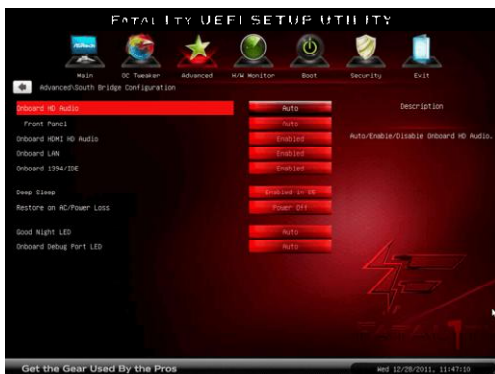 FATAL1TY UEFI SETUP UTILITY
ASRock
Main OC Tweaker Advanced H/W Monitor Boot Security Exit
Advanced\South Bridge Configuration
Onboard HD Audio Auto
Front Panel Auto
Onboard HDMI HD Audio Enabled
Onboard LAN Enabled
Onboard 1394/IDE Enabled
Deep Sleep Enabled in S5
Restore on AC/Power Loss Power Off
Good Night LED Auto
Onboard Debug Port LED Auto
Description
Auto/Enable/Disable Onboard HD Audio.
Get the Gear Used By the Pros
Wed 12/28/2011, 11:47:10